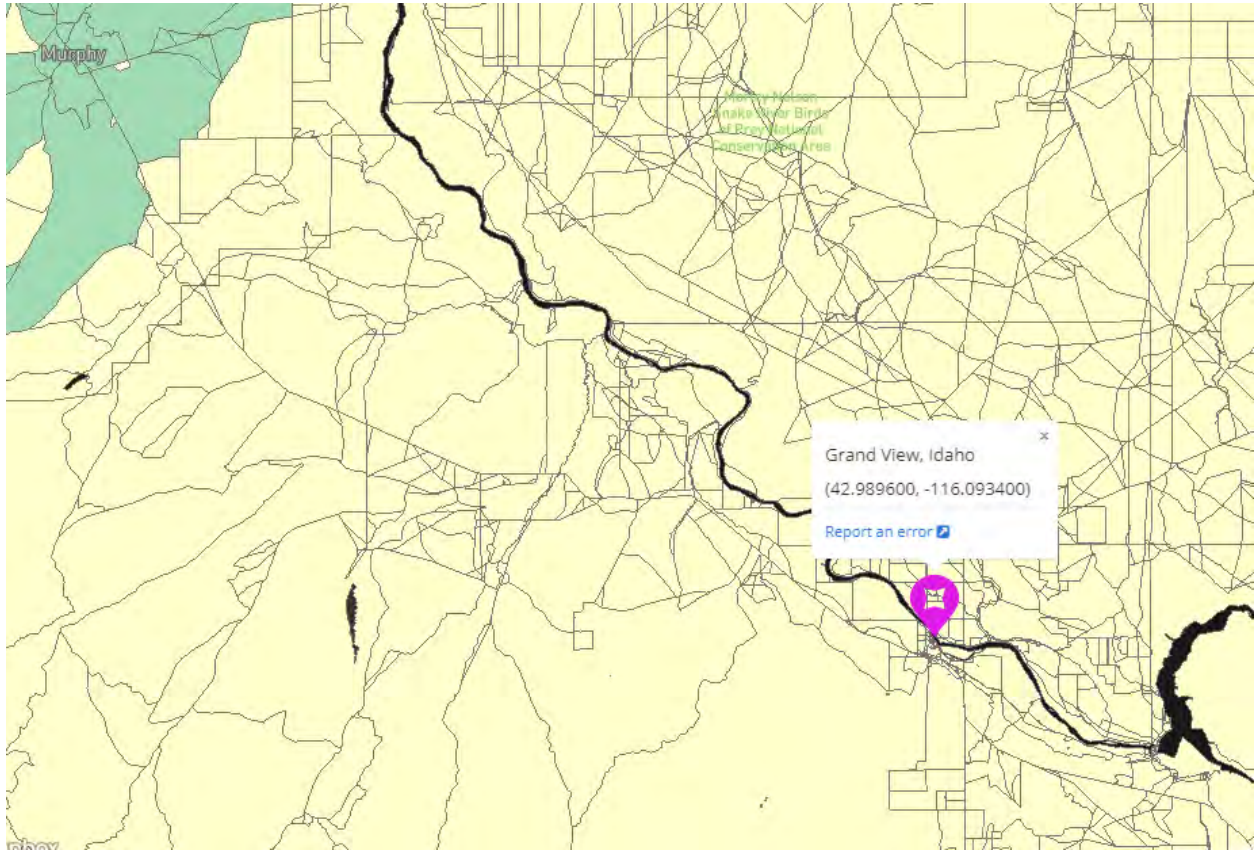 Murphy
Morley Nelson
Snake River Birds
of Prey National
Conservation Area
×
Grand View, Idaho
(42.989600, -116.093400)
Report an error